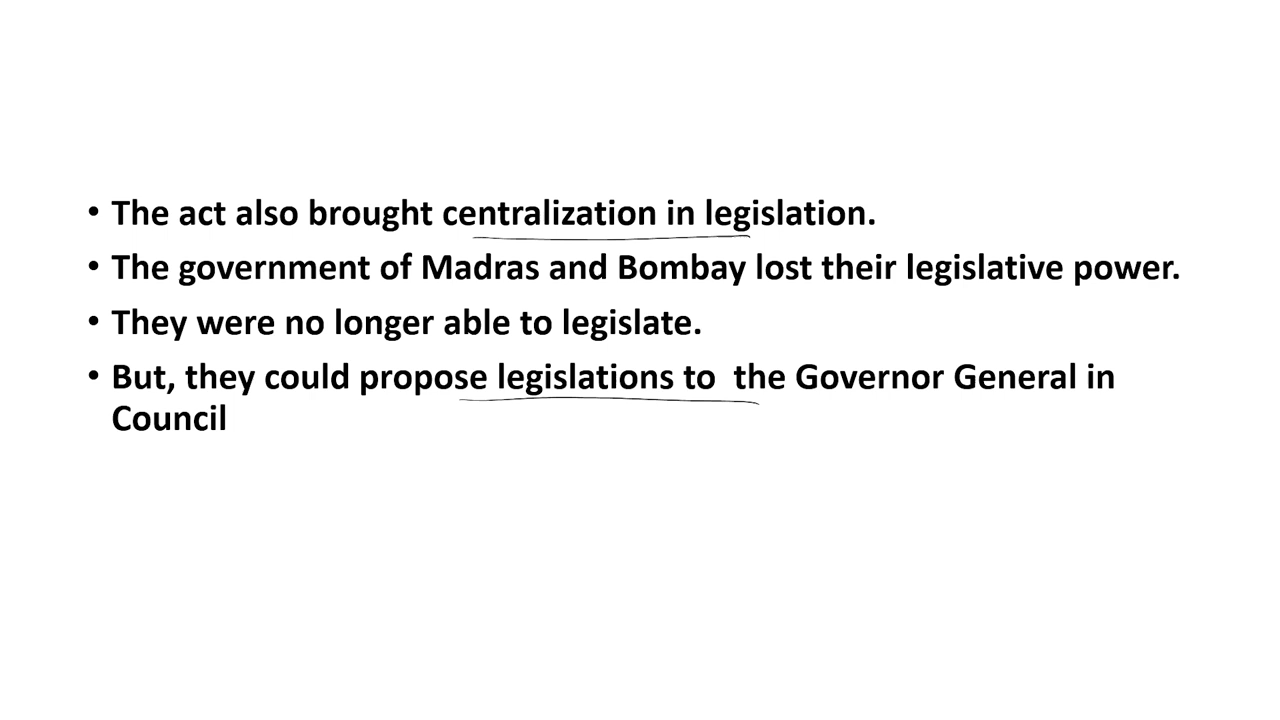 • The act also brought centralization in legislation.
• The government of Madras and Bombay lost their legislative power.
• They were no longer able to legislate.
• But, they could propose legislations to  the Governor General in
Council